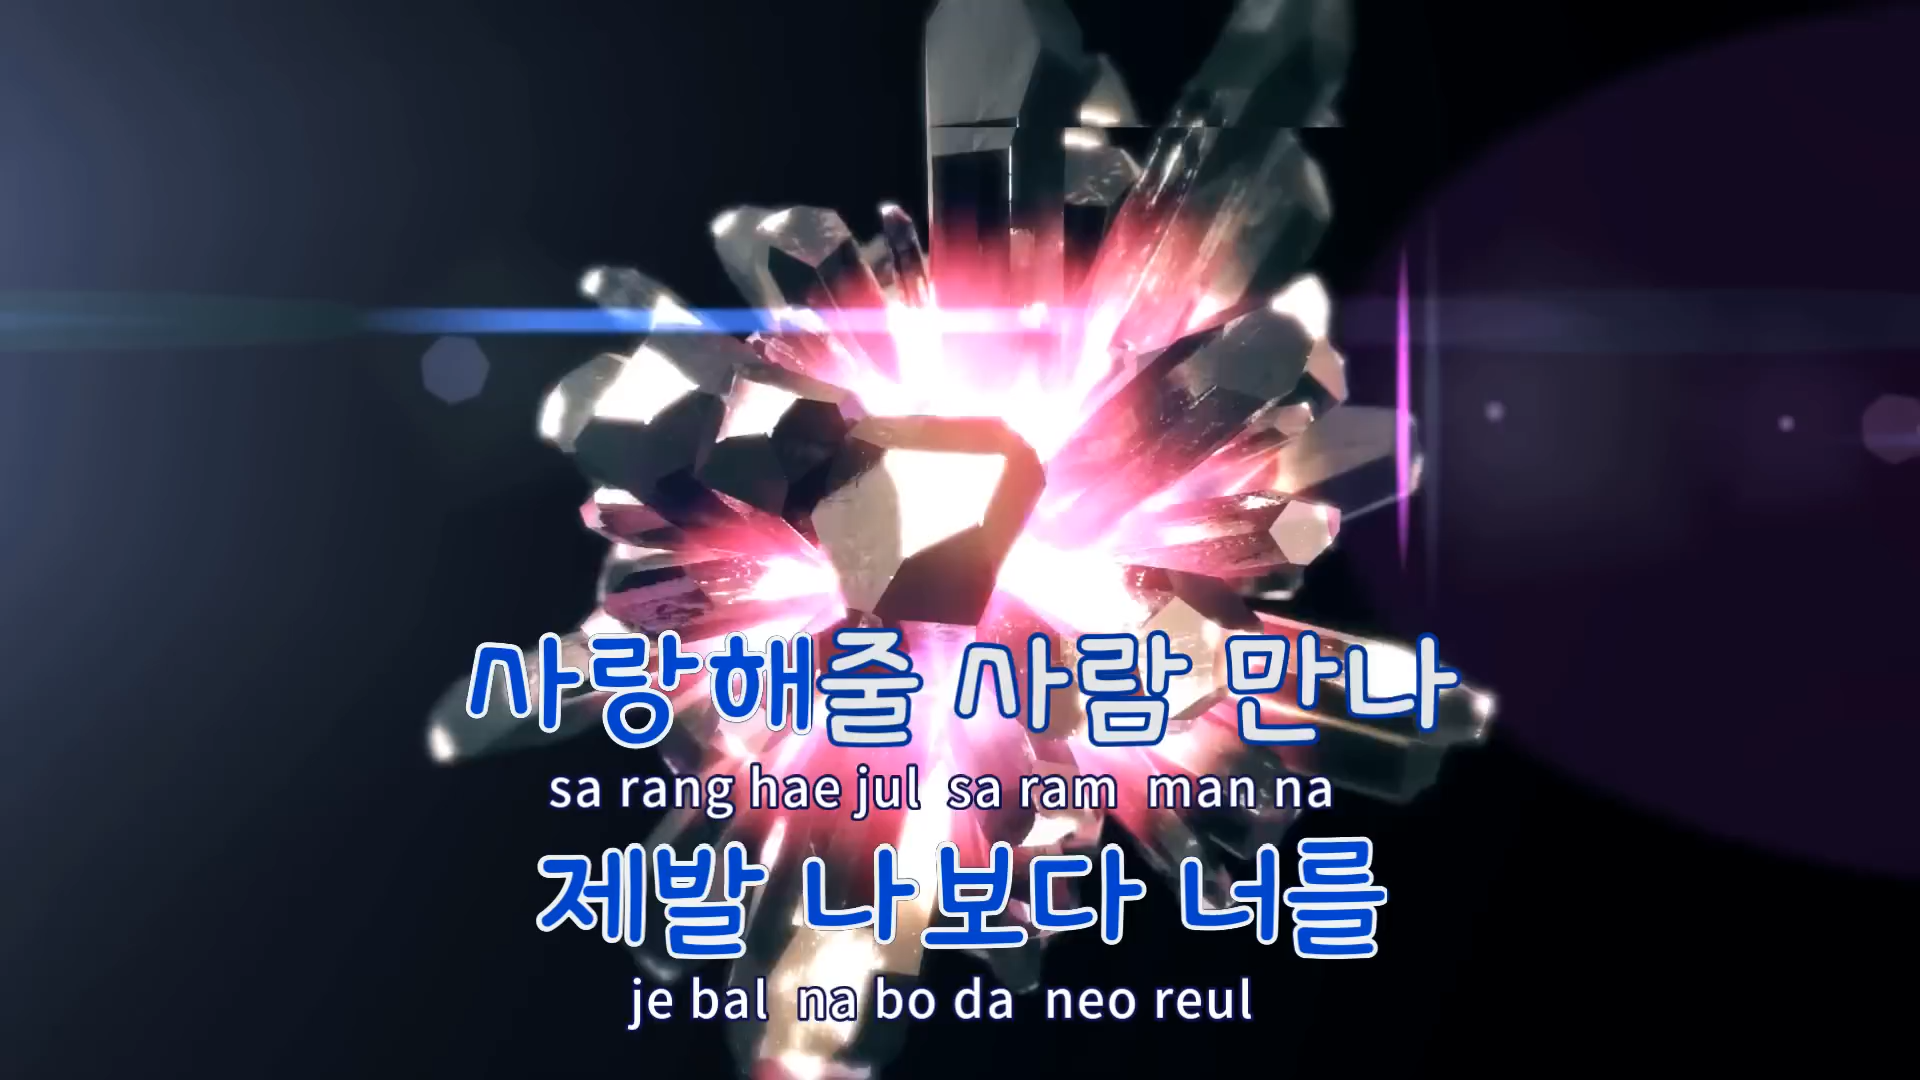 사랑해줄 사람 만나
sa rang hae jul sa ram man na
제발 나보다 너를
je bal na bo da neo reul